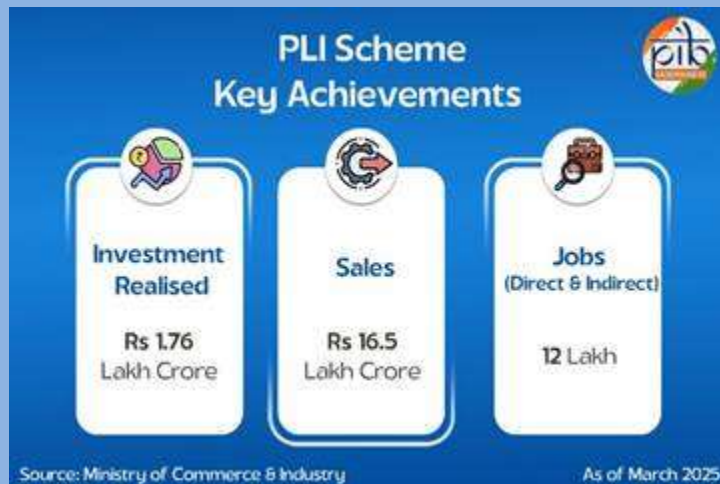 PLI Scheme
Key Achievements
pib
Investment
Realised
Rs 1.76
Lakh Crore
Sales
Rs 16.5
Lakh Crore
Jobs
(Direct & Indirect)
12 Lakh
Source: Ministry of Commerce & Industry
As of March 2025